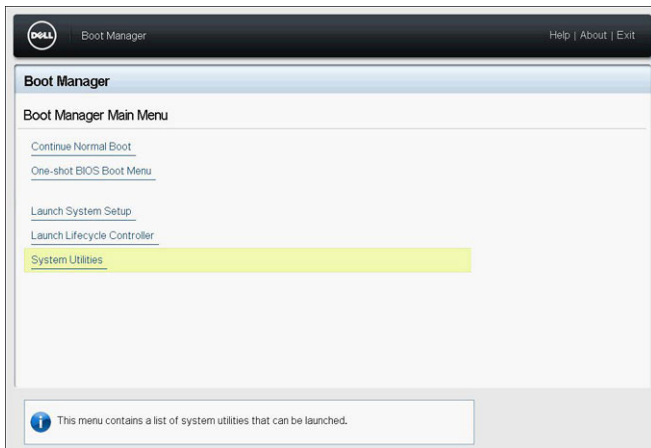 DELL Boot Manager Help | About | Exit
Boot Manager
Boot Manager Main Menu
Continue Normal Boot
One-shot BIOS Boot Menu
Launch System Setup
Launch Lifecycle Controller
System Utilities
This menu contains a list of system utilities that can be launched.